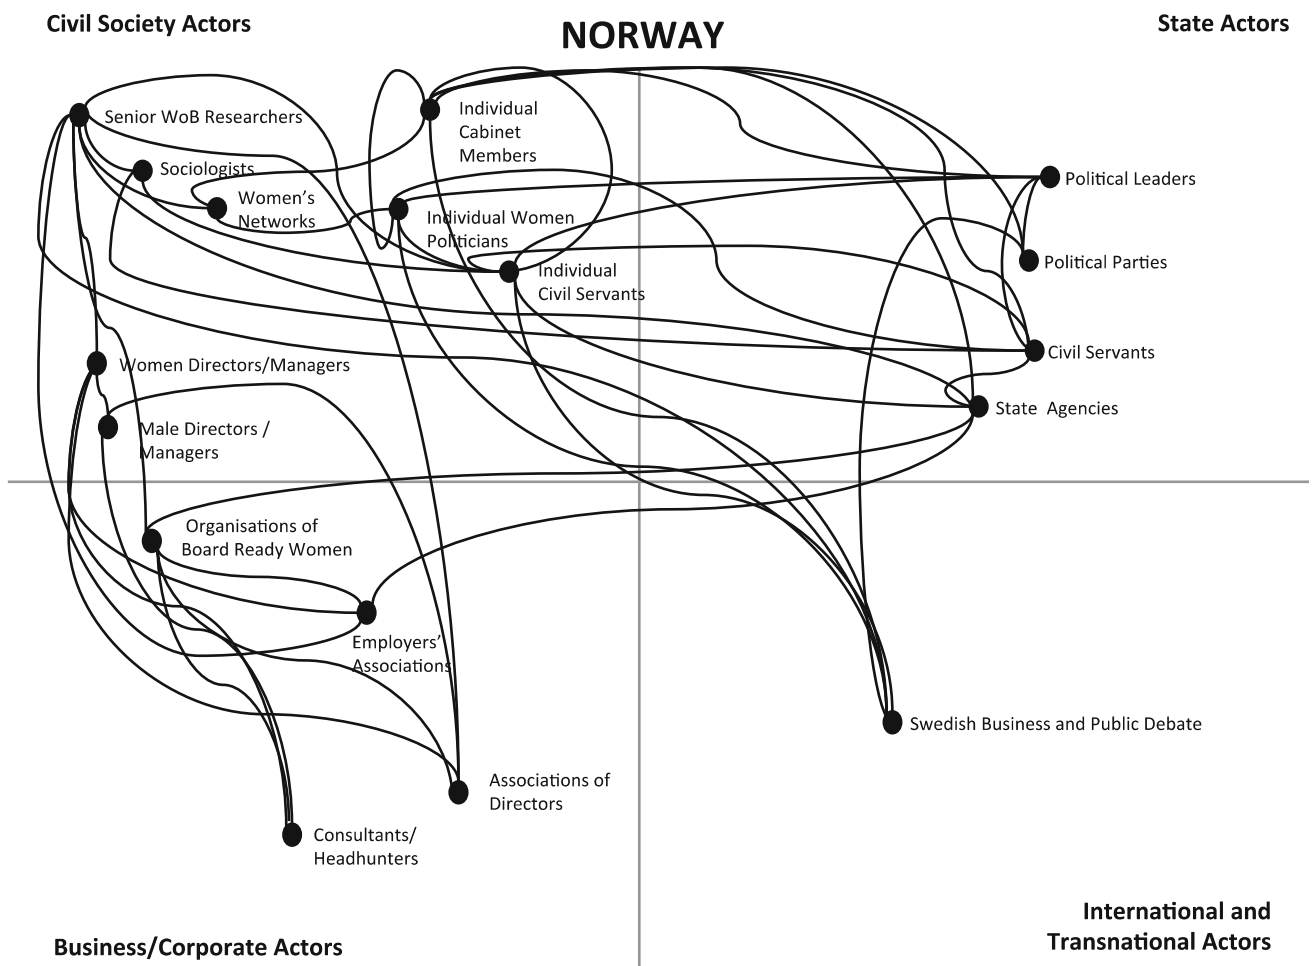 Civil Society Actors
NORWAY
State Actors
Senior WoB Researchers
Individual
Cabinet
Members
Sociologists
Women's
Networks
Individual Women
Politicians
Individual
Civil Servants
Political Leaders
Political Parties
Civil Servants
State Agencies
Women Directors/Managers
Male Directors /
Managers
Organisations of
Board Ready Women
Employers'
Associations
Swedish Business and Public Debate
Associations of
Directors
Consultants/
Headhunters
Business/Corporate Actors
International and
Transnational Actors